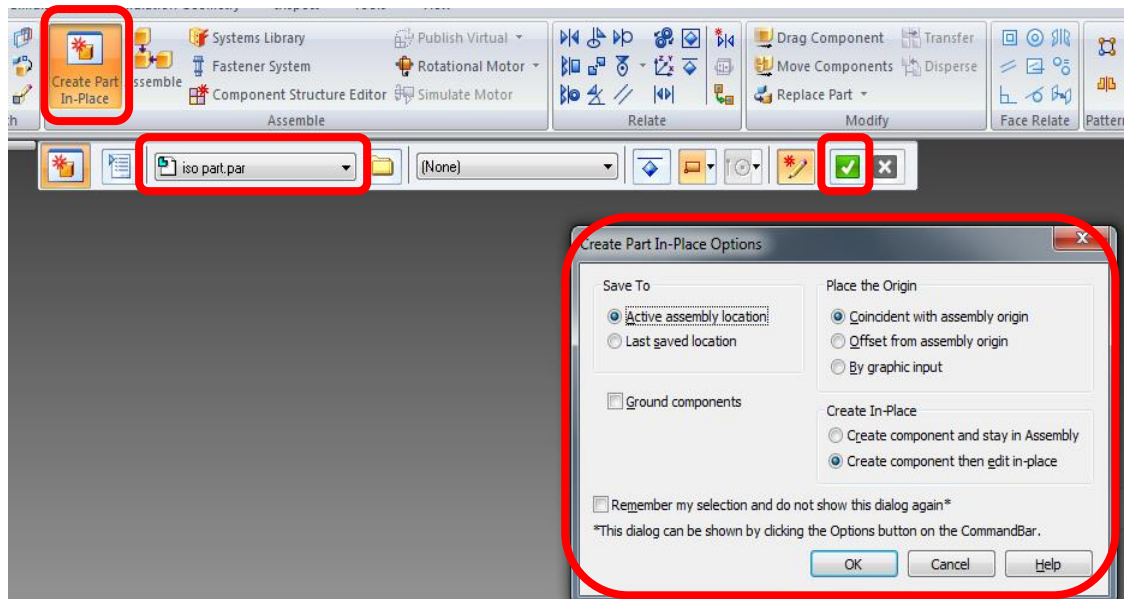 Create Part
In-Place
Assemble
Systems Library
Fastener System
Component Structure Editor
Publish Virtual
Rotational Motor
Simulate Motor
Assemble
Relate
Drag Component
Move Components
Replace Part
Transfer
Disperse
Modify
Face Relate
Pattern
iso part.par
(None)
Create Part In-Place Options
Save To
Active assembly location
Last saved location
Ground components
Place the Origin
Coincident with assembly origin
Offset from assembly origin
By graphic input
Create In-Place
Create component and stay in Assembly
Create component then edit in-place
Remember my selection and do not show this dialog again*
*This dialog can be shown by clicking the Options button on the CommandBar.
OK
Cancel
Help